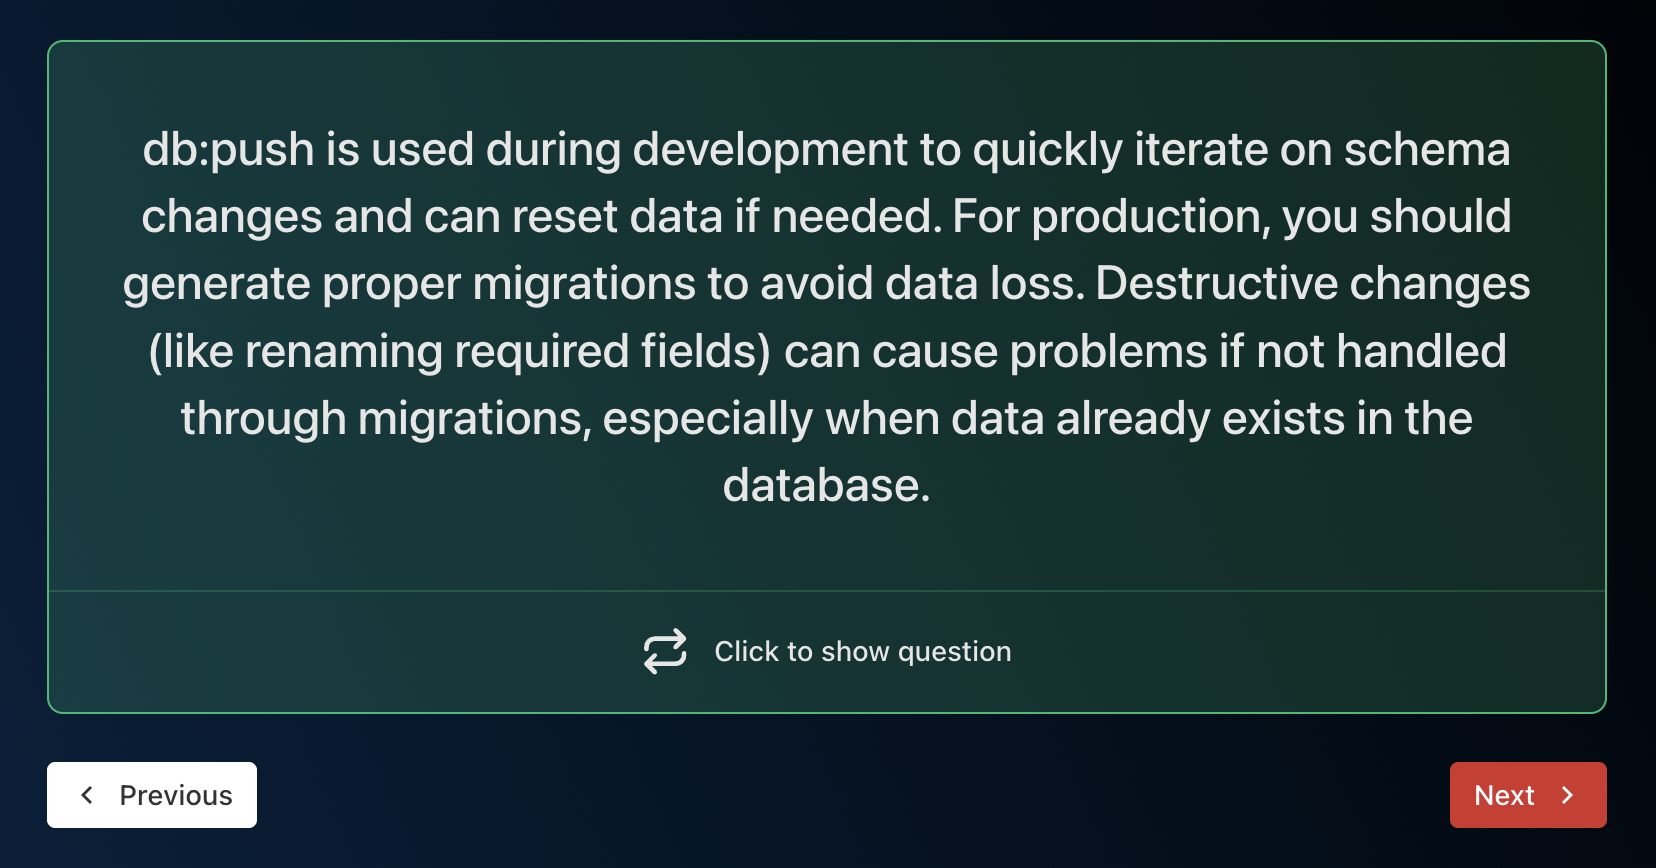 db:push is used during development to quickly iterate on schema
changes and can reset data if needed. For production, you should
generate proper migrations to avoid data loss. Destructive changes
(like renaming required fields) can cause problems if not handled
through migrations, especially when data already exists in the
database.
Click to show question
Previous
Next